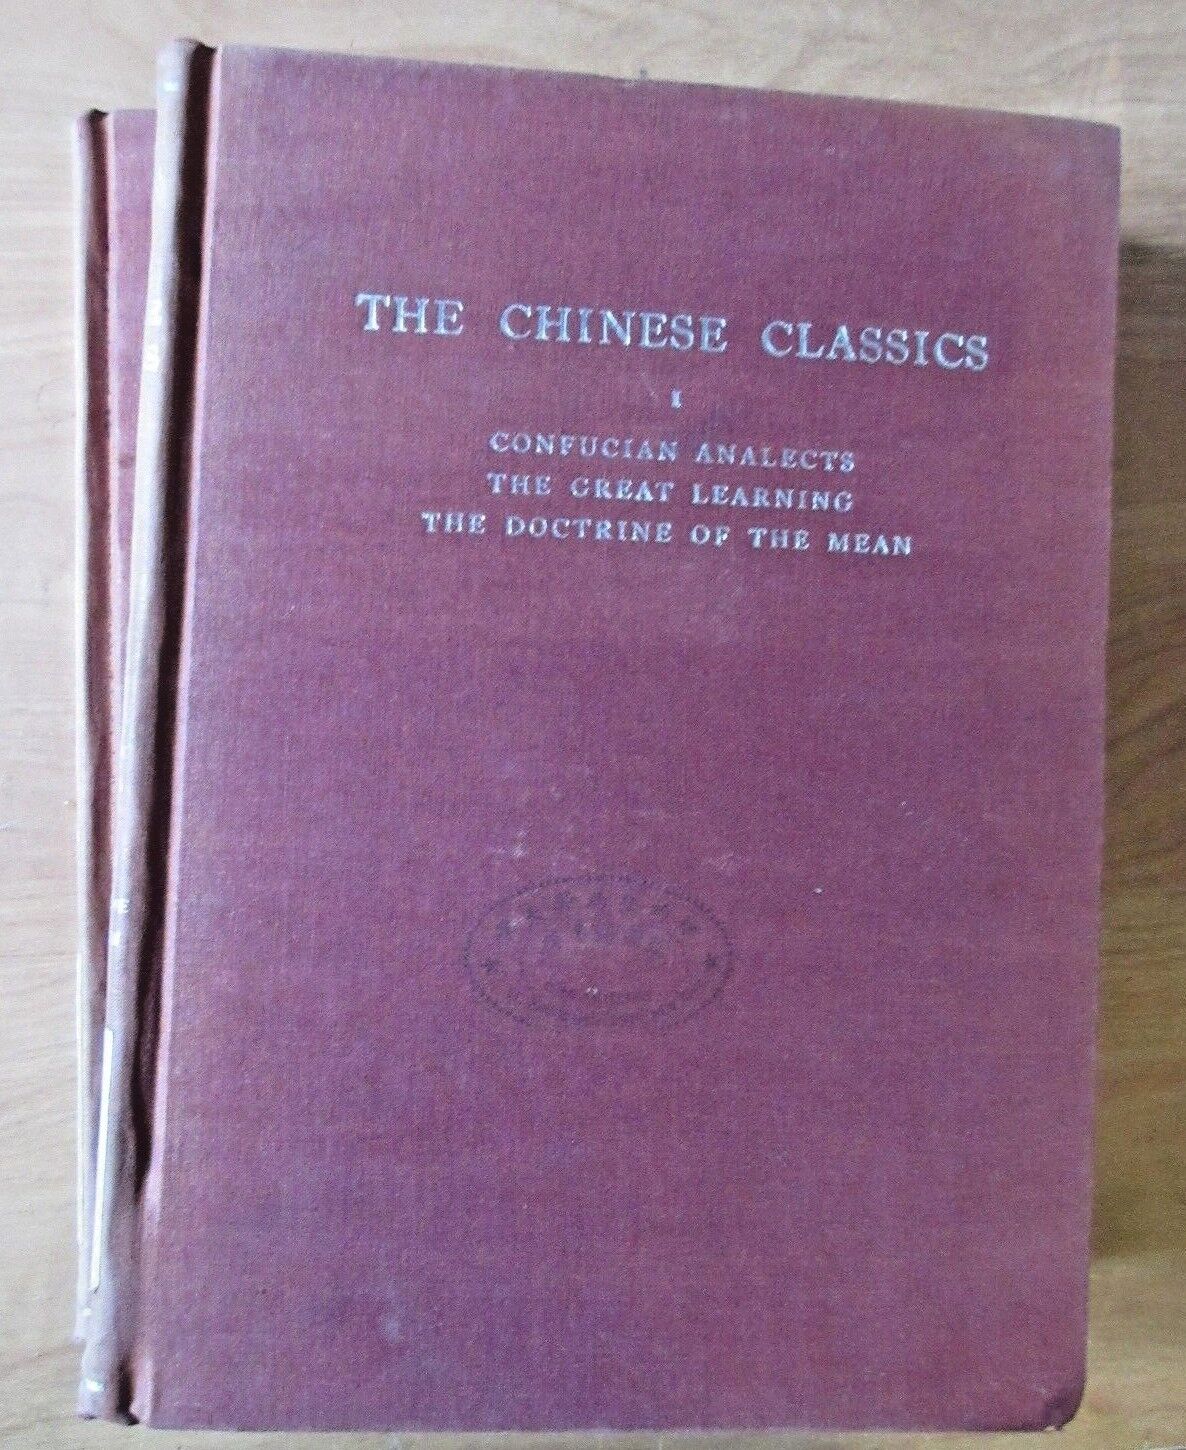 THE CHINESE CLASSICS
I
CONFUCIAN ANALECTS
THE GREAT LEARNING
THE DOCTRINE OF THE MEAN